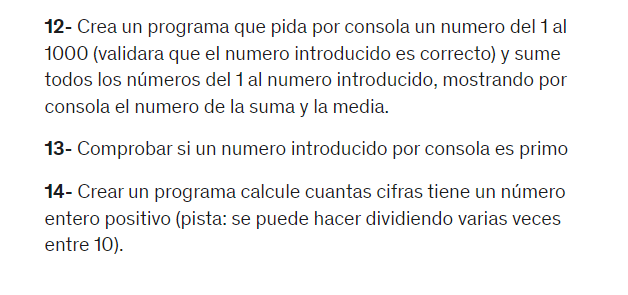 12- Crea un programa que pida por consola un numero del 1 al
1000 (validara que el numero introducido es correcto) y sume
todos los números del 1 al numero introducido, mostrando por
consola el numero de la suma y la media.
13- Comprobar si un numero introducido por consola es primo
14- Crear un programa calcule cuantas cifras tiene un número
entero positivo (pista: se puede hacer dividiendo varias veces
entre 10).